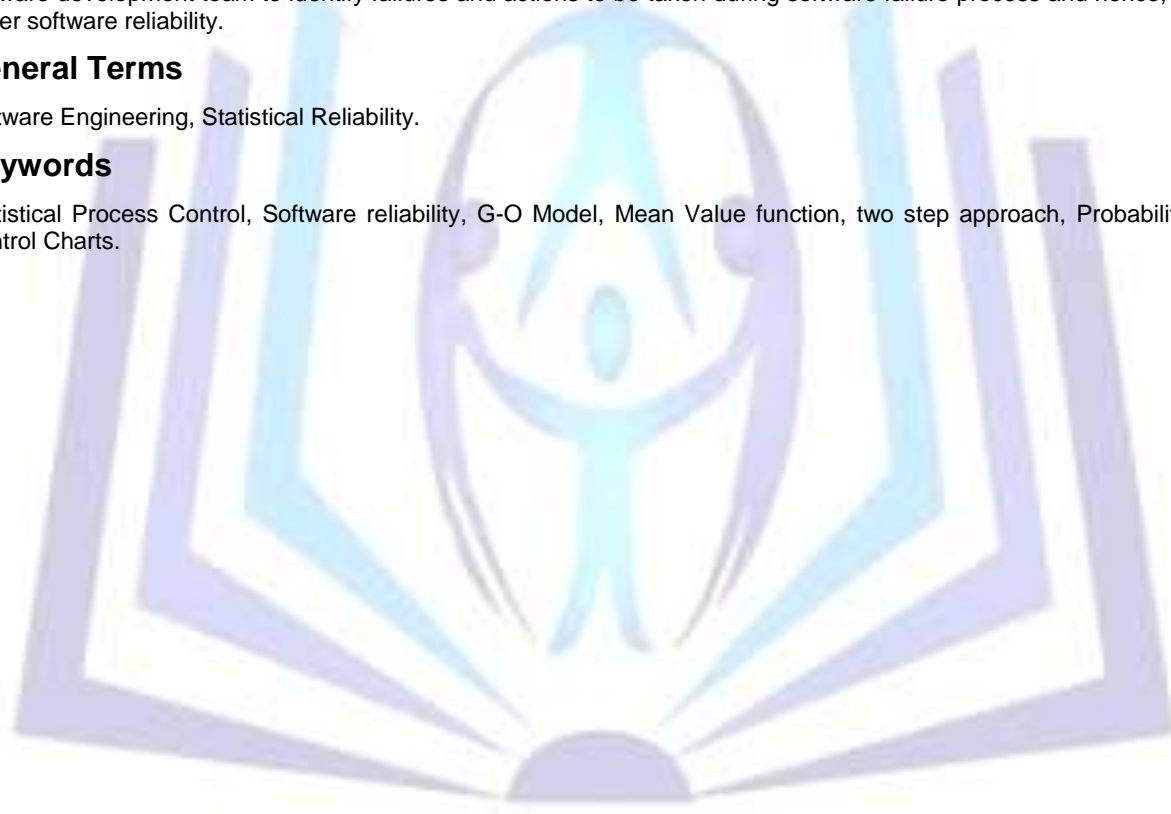 ware development team to identify failures and actions to be taken during software failure process and hence,
er software reliability.
neral Terms
tware Engineering, Statistical Reliability.
ywords
tistical Process Control, Software reliability, G-O Model, Mean Value function, two step approach, Probabilit
ntrol Charts.